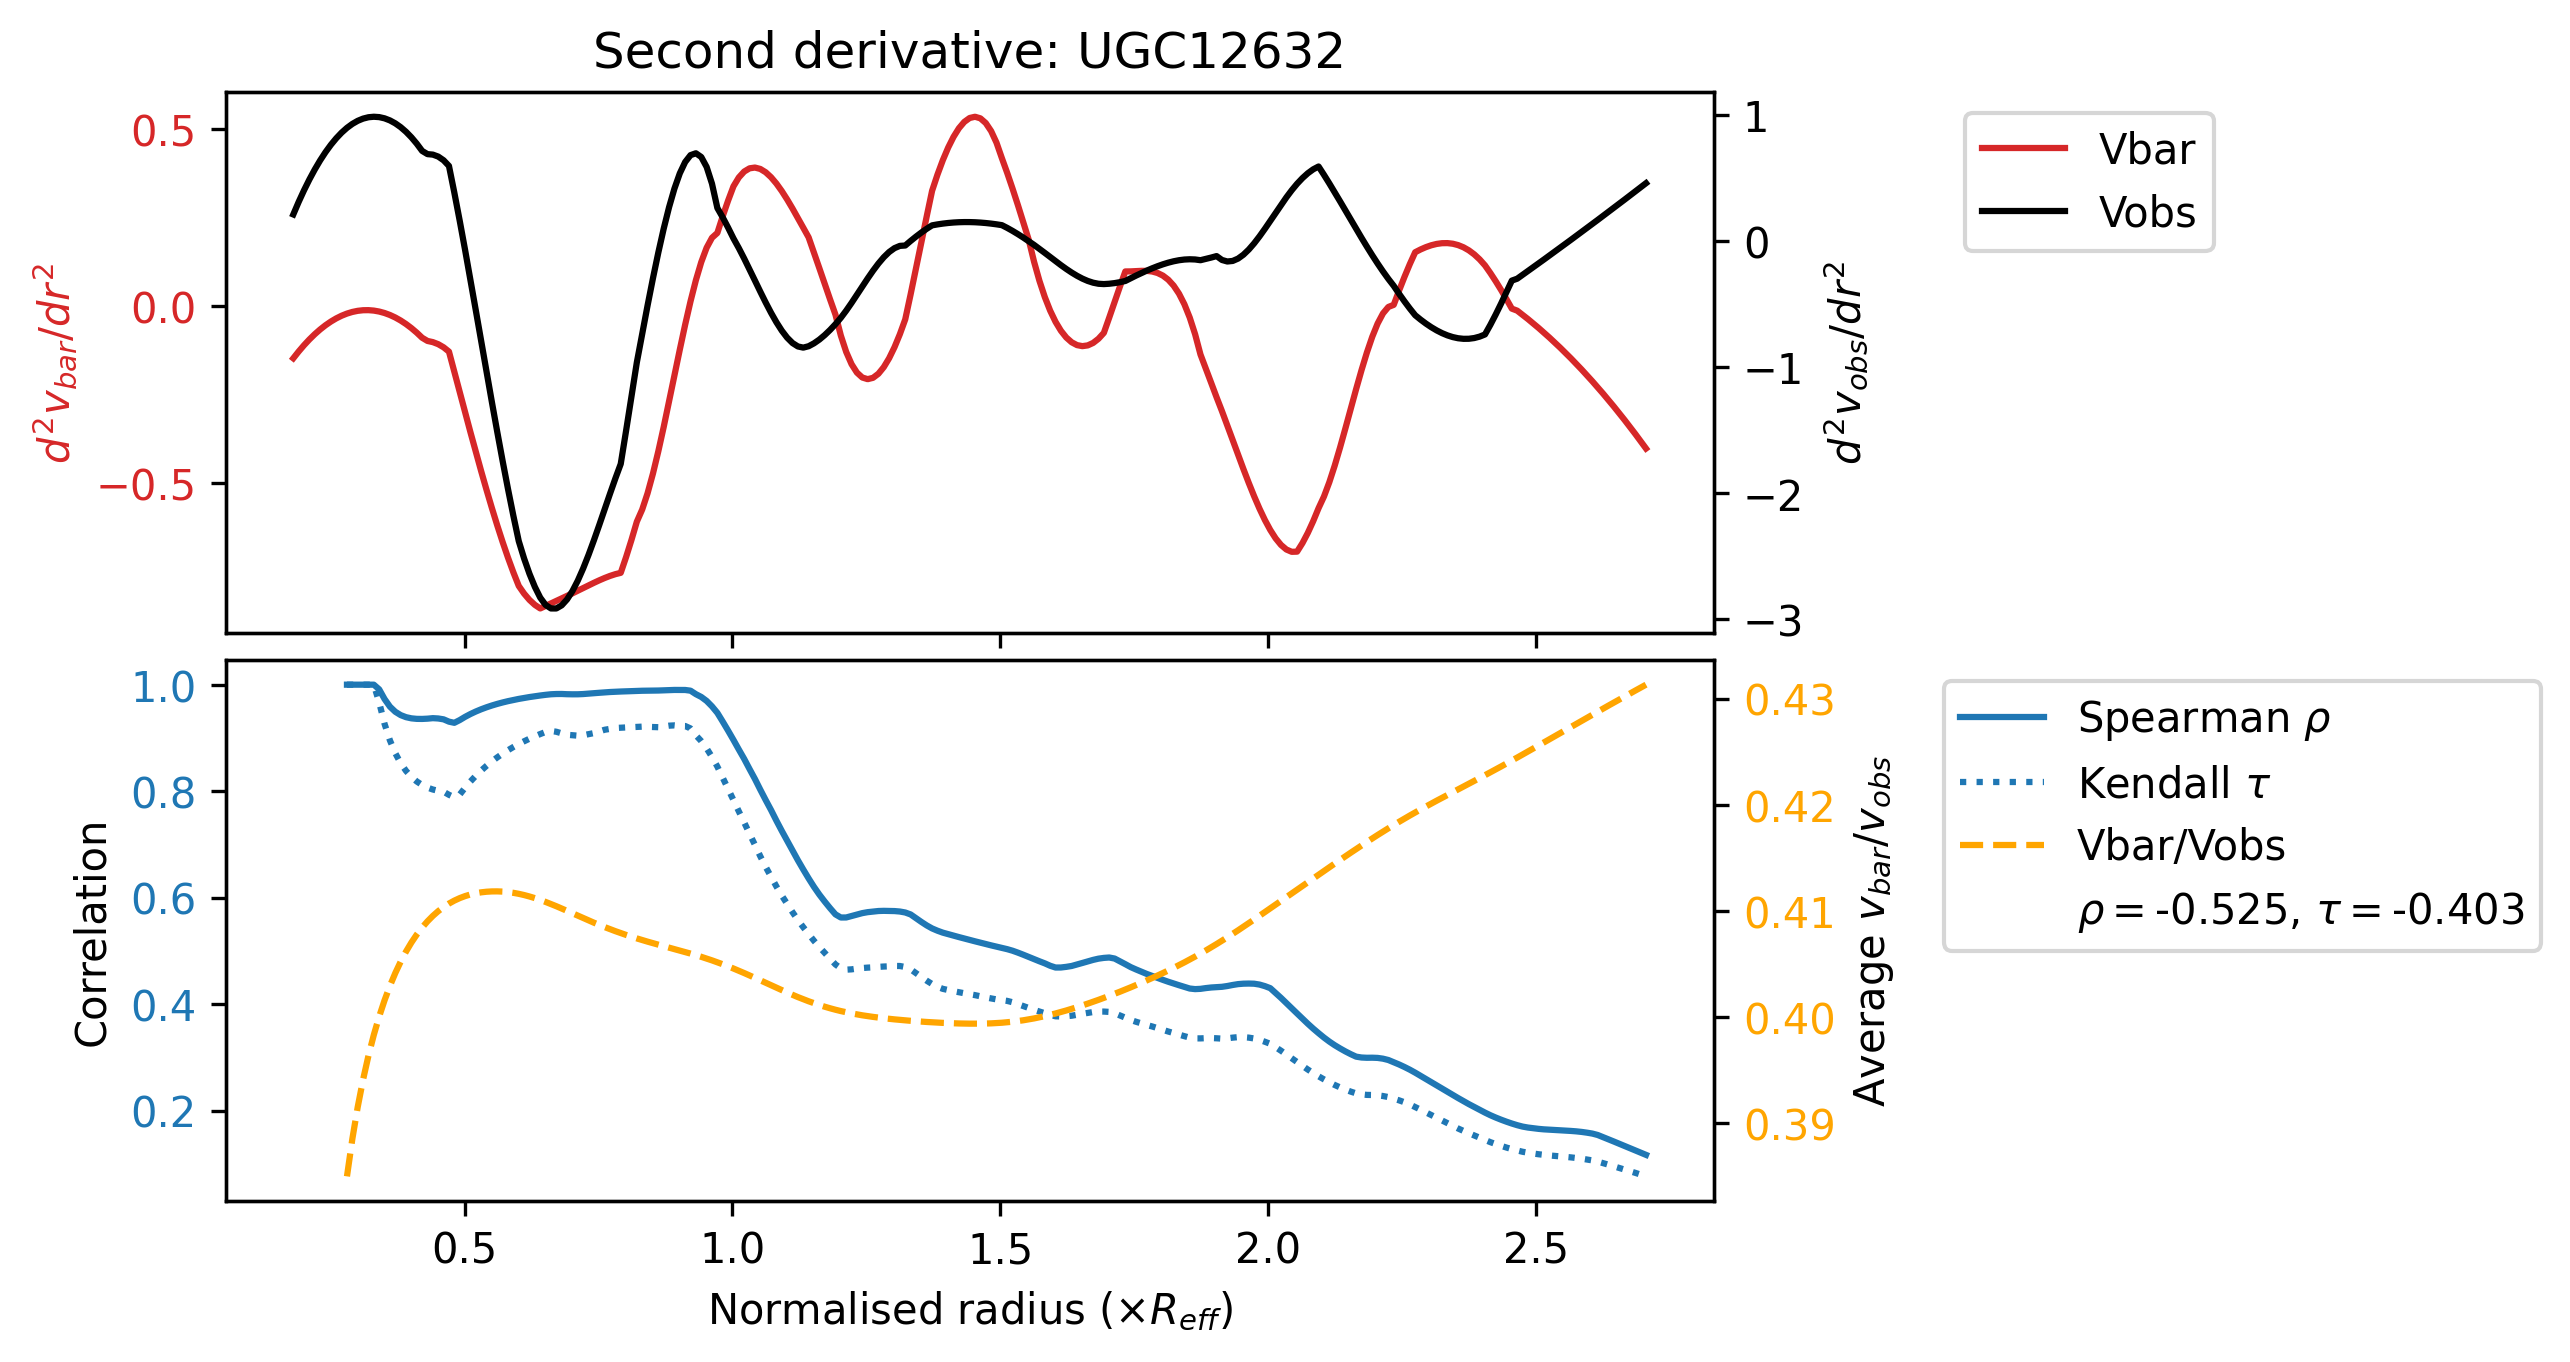 Second derivative: UGC12632
0.5
0.0
−0.5
d²v_bar/dr²
1
0
−1
−2
−3
d²v_obs/dr²
Vbar
Vobs
1.0
0.8
0.6
0.4
0.2
Correlation
0.43
0.42
0.41
0.40
0.39
Average v_bar/v_obs
Spearman ρ
Kendall τ
Vbar/Vobs
ρ = -0.525, τ = -0.403
0.5 1.0 1.5 2.0 2.5
Normalised radius (×R_eff)